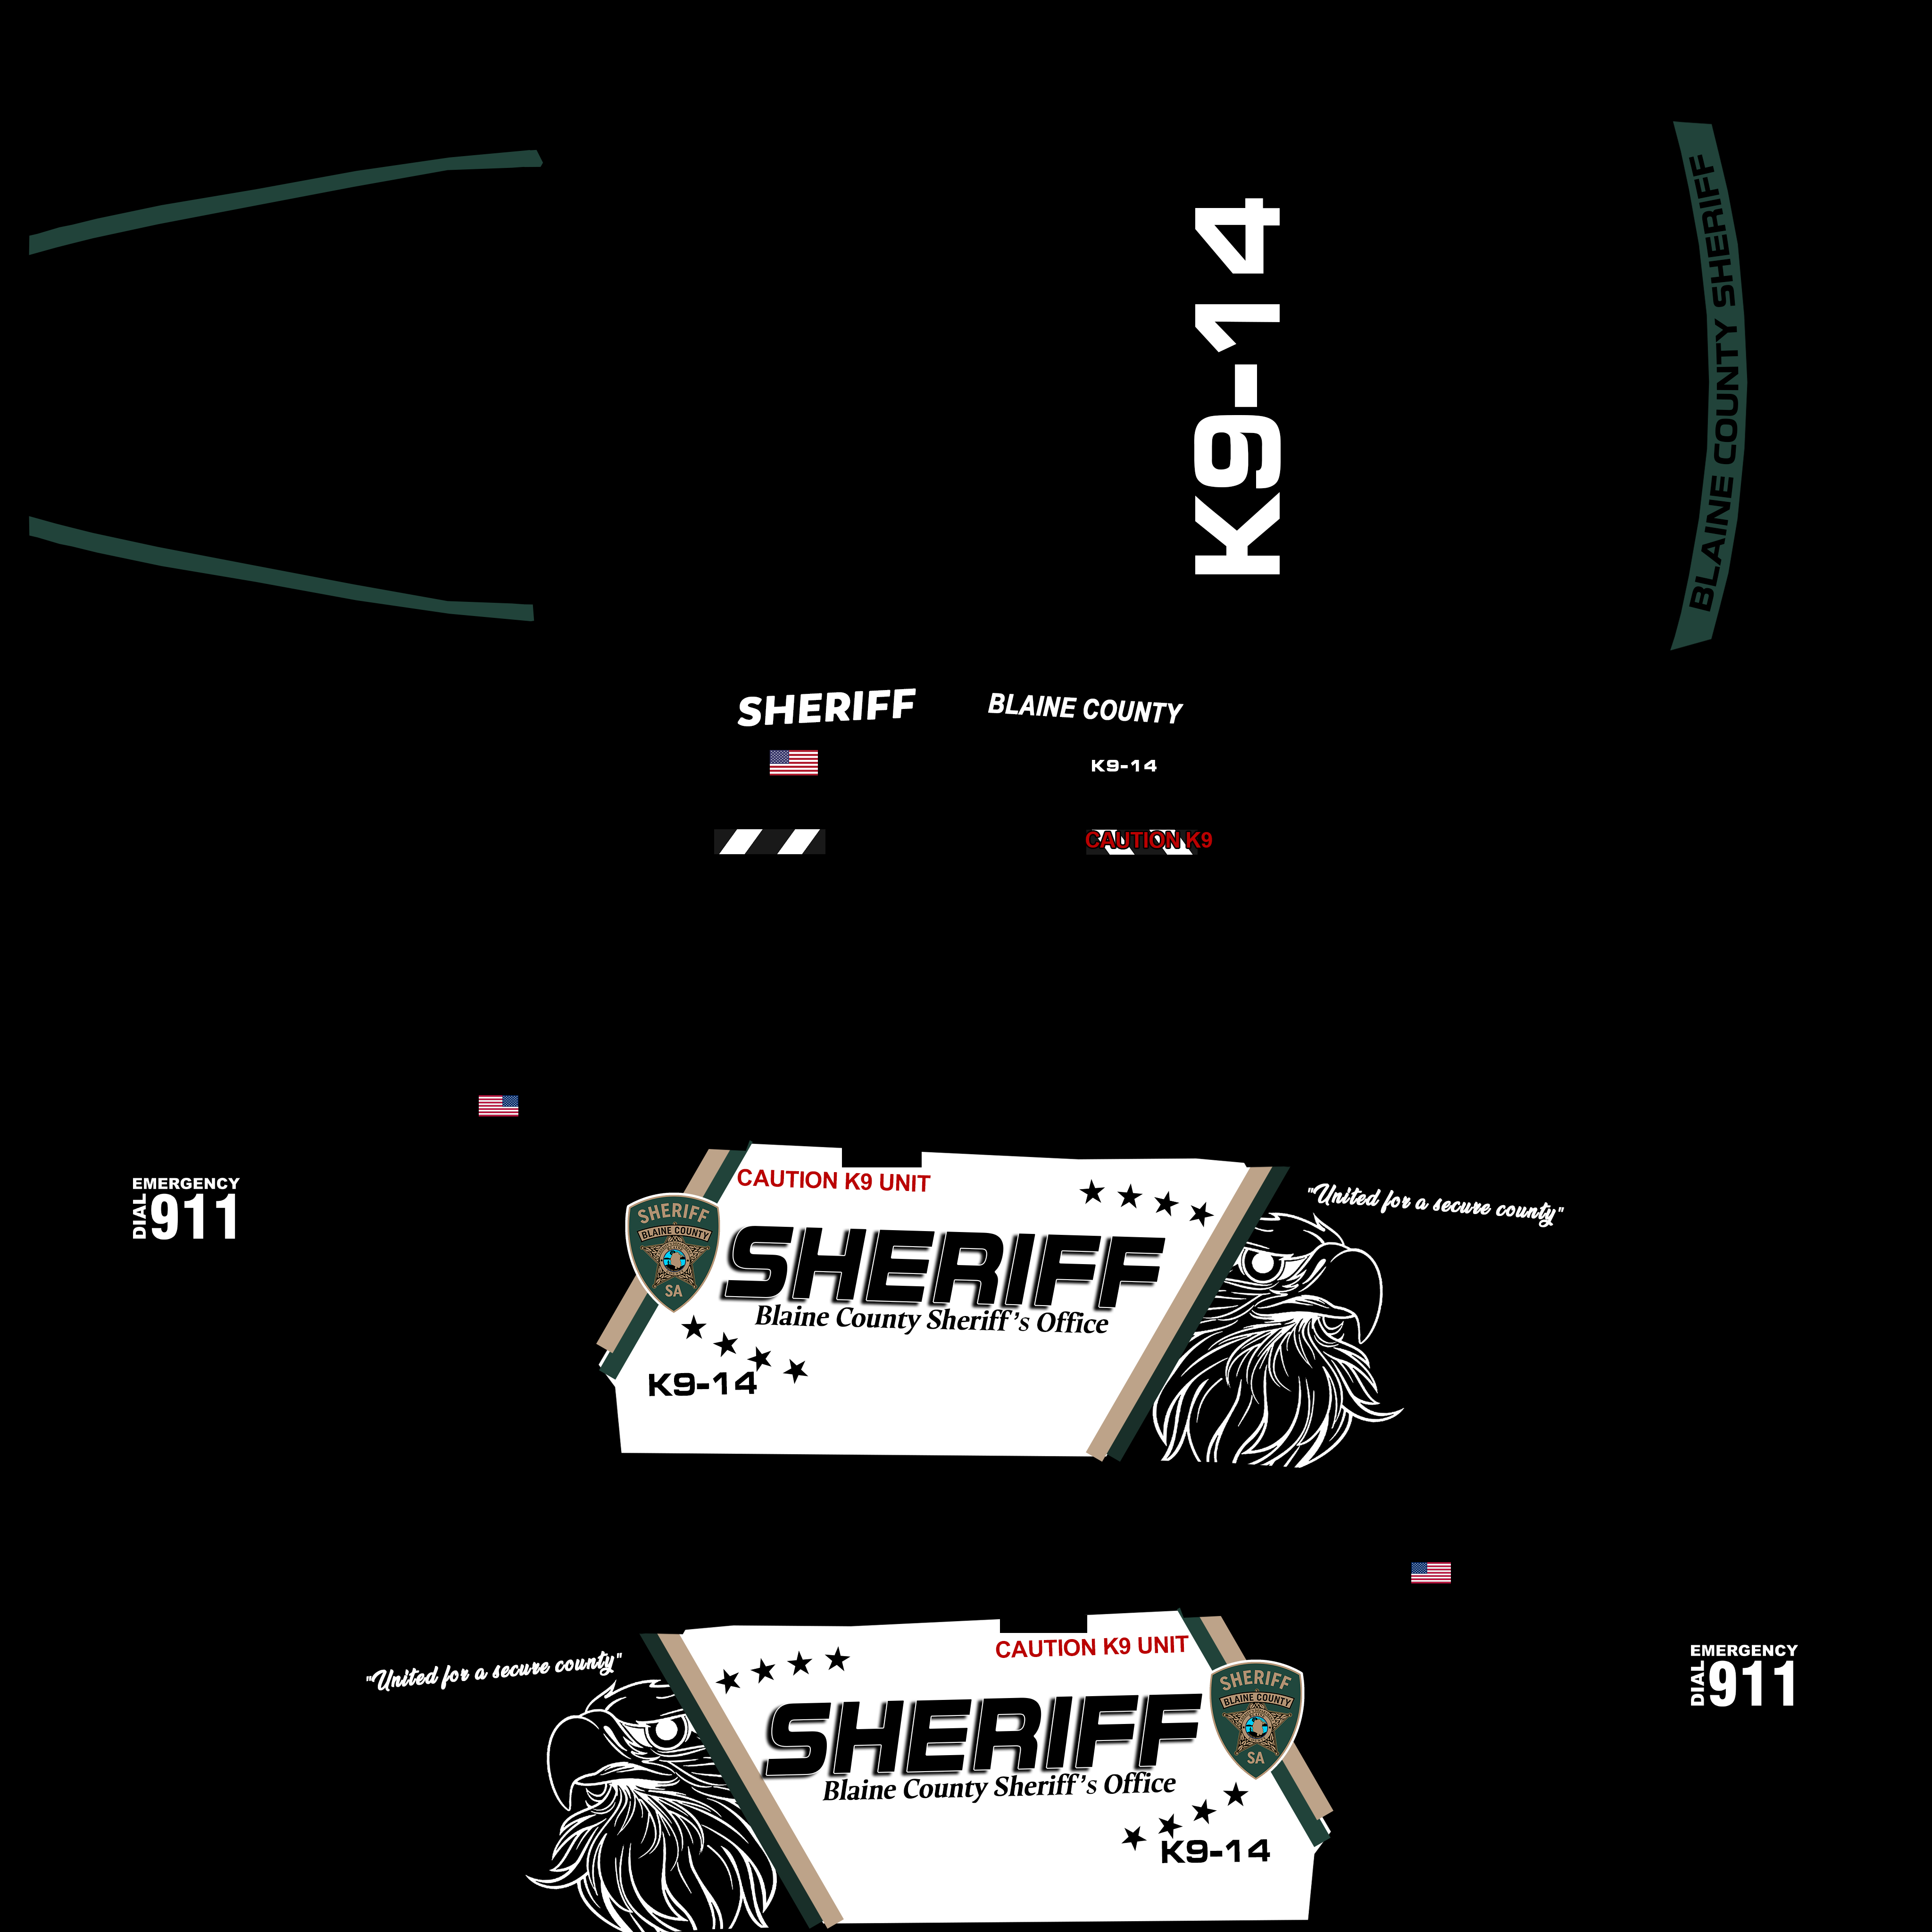 K9-14
BLAINE COUNTY SHERIFF
SHERIFF
BLAINE COUNTY
K9-14
CAUTION K9
EMERGENCY
DIAL
911
CAUTION K9 UNIT
"United for a secure county"
SHERIFF
BLAINE COUNTY
SA
SHERIFF
Blaine County Sheriff's Office
K9-14
"United for a secure county"
CAUTION K9 UNIT
SHERIFF
BLAINE COUNTY
SA
SHERIFF
Blaine County Sheriff's Office
K9-14
EMERGENCY
DIAL
911